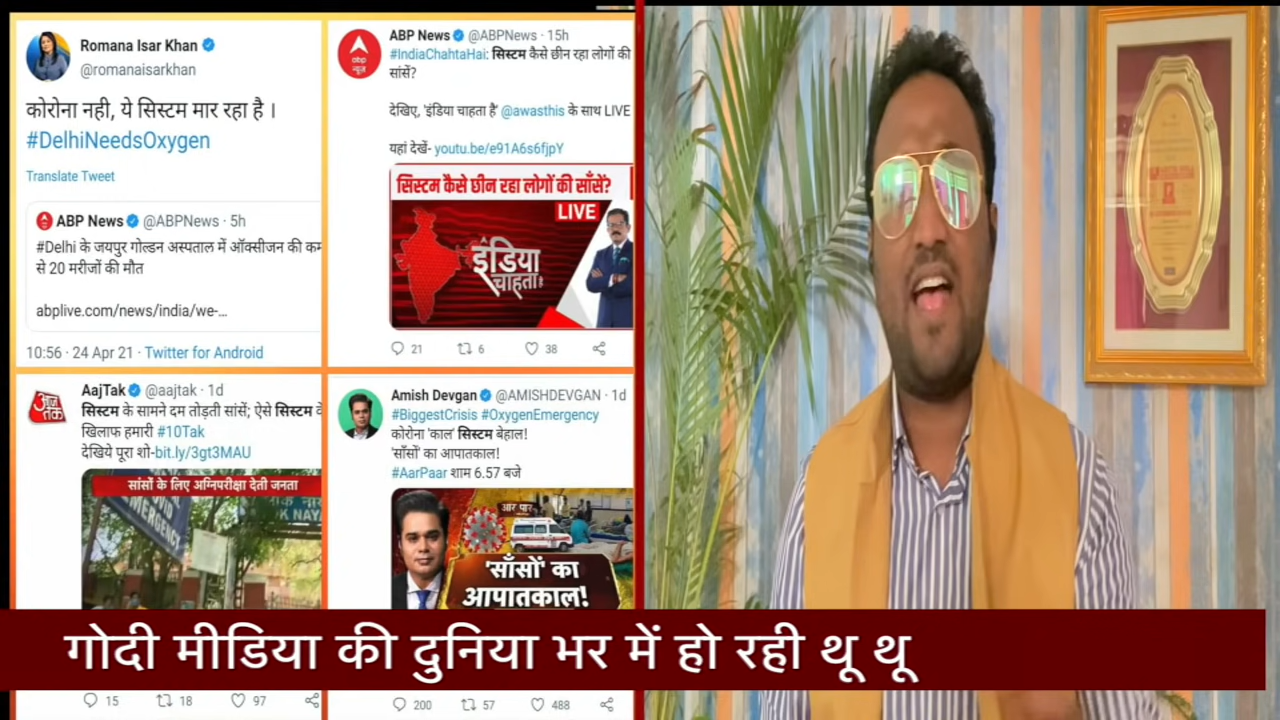 Romana Isar Khan
@romanaisarkhan
कोरोना नही, ये सिस्टम मार रहा है ।
#DelhiNeedsOxygen
Translate Tweet
ABP News @ABPNews · 5h
#Delhi के जयपुर गोल्डन अस्पताल में ऑक्सीजन की कम
से 20 मरीजों की मौत
abplive.com/news/india/we-...
10:56 · 24 Apr 21 · Twitter for Android
abp
न्यूज़
ABP News @ABPNews · 15h
#IndiaChahtaHai: सिस्टम कैसे छीन रहा लोगों की
सांसें?
देखिए, 'इंडिया चाहता है' @awasthis के साथ LIVE
यहां देखें- youtu.be/e91A6s6fjpY
सिस्टम कैसे छीन रहा लोगों की साँसें?
LIVE
इंडिया
चाहता है
21 6 38
आज
तक
AajTak @aajtak · 1d
सिस्टम के सामने दम तोड़ती सांसें; ऐसे सिस्टम के
खिलाफ हमारी #10Tak
देखिये पूरा शो-bit.ly/3gt3MAU
सांसों के लिए अग्निपरीक्षा देती जनता
EMERGENCY
K NAYA
15 18 97
Amish Devgan @AMISHDEVGAN · 1d
#BiggestCrisis #OxygenEmergency
कोरोना 'काल' सिस्टम बेहाल!
'साँसों' का आपातकाल!
#AarPaar शाम 6.57 बजे
आर पार
'साँसों' का
आपातकाल!
200 57 488
गोदी मीडिया की दुनिया भर में हो रही थू थू